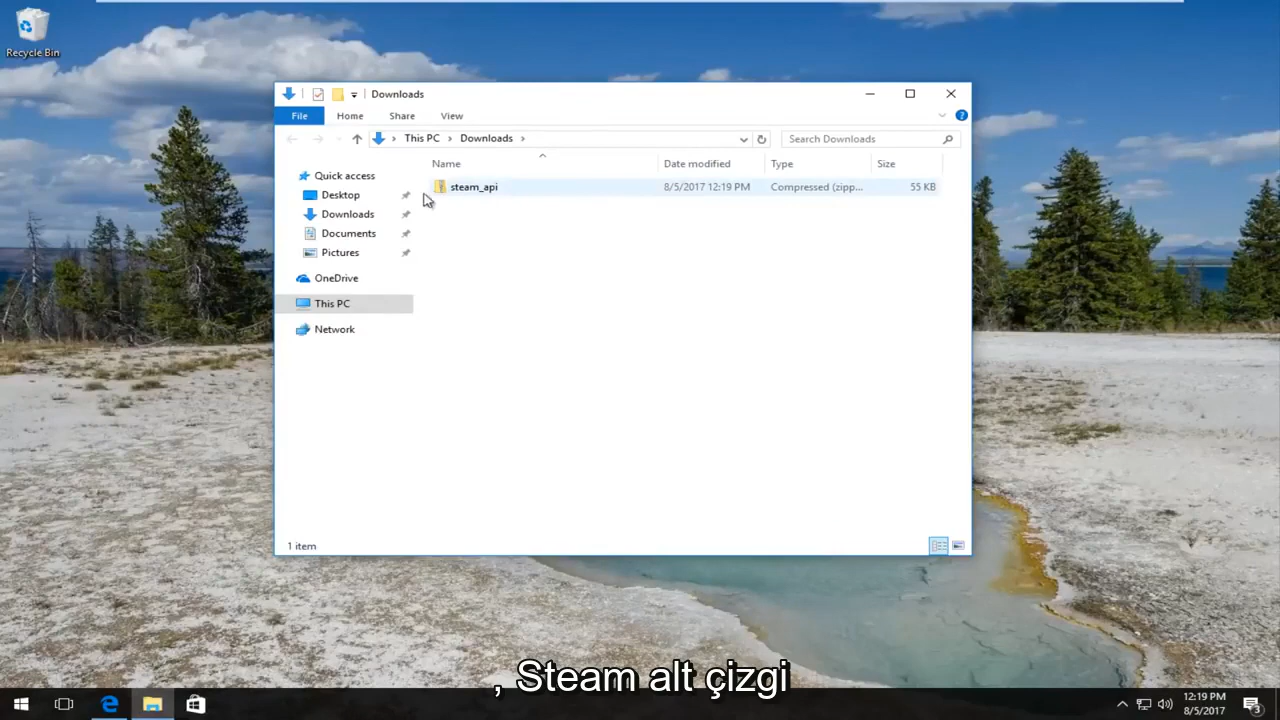 Recycle Bin
Downloads
File Home Share View
This PC Downloads
Search Downloads
Name Date modified Type Size
steam_api 8/5/2017 12:19 PM Compressed (zipp... 55 KB
Quick access
Desktop
Downloads
Documents
Pictures
OneDrive
This PC
Network
1 item
, Steam alt çizgi
12:19 PM
8/5/2017
3